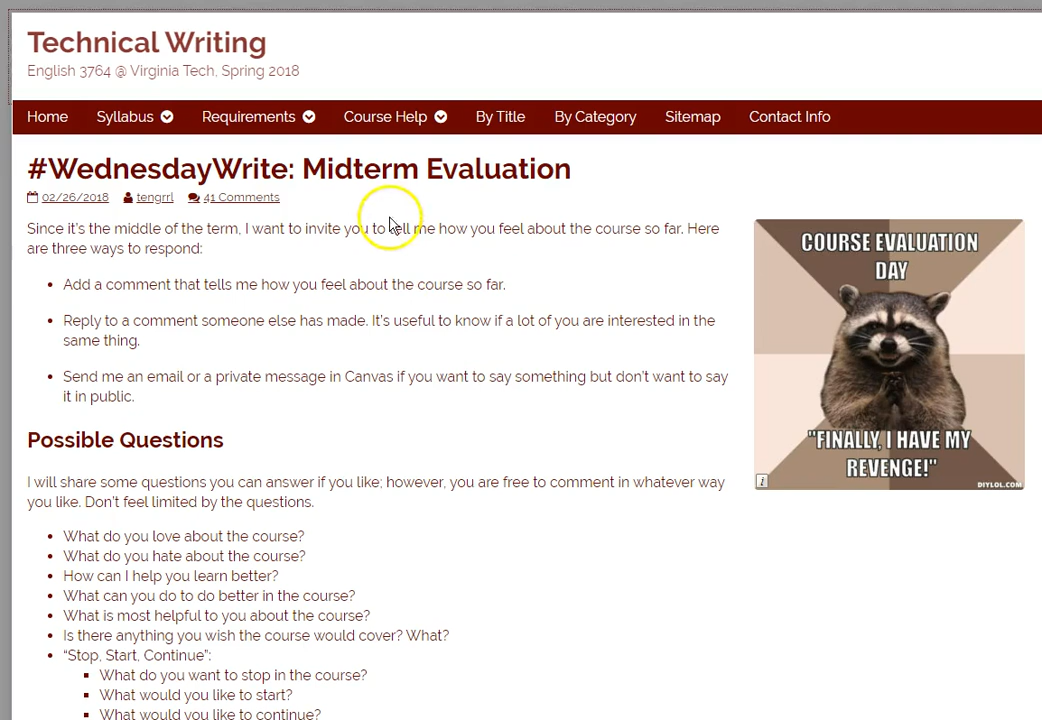 Technical Writing
English 3764 @ Virginia Tech, Spring 2018
Home Syllabus Requirements Course Help By Title By Category Sitemap Contact Info
#WednesdayWrite: Midterm Evaluation
02/26/2018 tengrrl 41 Comments
Since it's the middle of the term, I want to invite you to tell me how you feel about the course so far. Here
are three ways to respond:
• Add a comment that tells me how you feel about the course so far.
• Reply to a comment someone else has made. It's useful to know if a lot of you are interested in the
same thing.
• Send me an email or a private message in Canvas if you want to say something but don't want to say
it in public.
COURSE EVALUATION
DAY
"FINALLY, I HAVE MY
REVENGE!"
i
DIYLOL.COM
Possible Questions
I will share some questions you can answer if you like; however, you are free to comment in whatever way
you like. Don't feel limited by the questions.
• What do you love about the course?
• What do you hate about the course?
• How can I help you learn better?
• What can you do to do better in the course?
• What is most helpful to you about the course?
• Is there anything you wish the course would cover? What?
• “Stop, Start, Continue”:
▪ What do you want to stop in the course?
▪ What would you like to start?
▪ What would you like to continue?